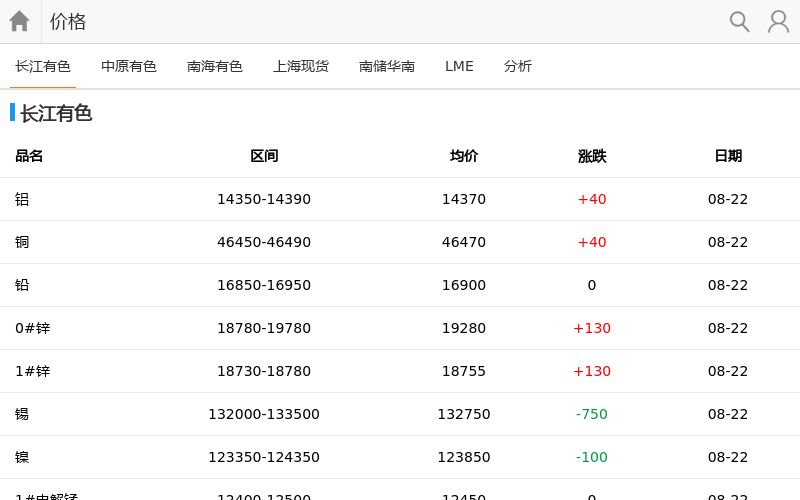 价格
长江有色 中原有色 南海有色 上海现货 南储华南 LME 分析
长江有色
品名 区间 均价 涨跌 日期
铝 14350-14390 14370 +40 08-22
铜 46450-46490 46470 +40 08-22
铅 16850-16950 16900 0 08-22
0#锌 18780-19780 19280 +130 08-22
1#锌 18730-18780 18755 +130 08-22
锡 132000-133500 132750 -750 08-22
镍 123350-124350 123850 -100 08-22
1#电解锰 12400-12500 12450 0 08-22